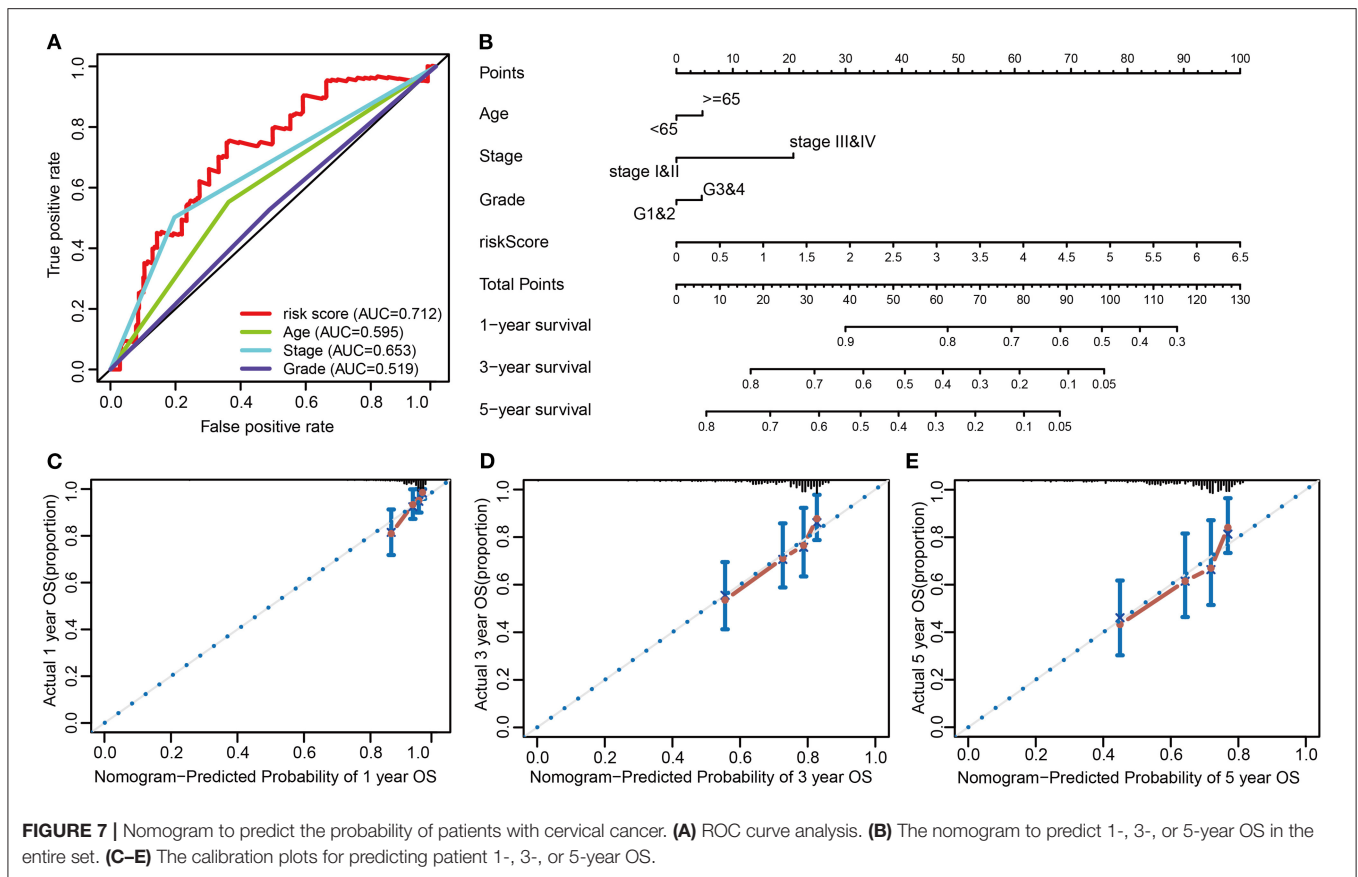 A
True positive rate
1.0
0.8
0.6
0.4
0.2
0.0
risk score (AUC=0.712)
Age (AUC=0.595)
Stage (AUC=0.653)
Grade (AUC=0.519)
0.0 0.2 0.4 0.6 0.8 1.0
False positive rate
B
Points
0 10 20 30 40 50 60 70 80 90 100
Age
>=65
<65
Stage
stage III&IV
stage I&II
Grade
G3&4
G1&2
riskScore
0 0.5 1 1.5 2 2.5 3 3.5 4 4.5 5 5.5 6 6.5
Total Points
0 10 20 30 40 50 60 70 80 90 100 110 120 130
1−year survival
0.9 0.8 0.7 0.6 0.5 0.4 0.3
3−year survival
0.8 0.7 0.6 0.5 0.4 0.3 0.2 0.1 0.05
5−year survival
0.8 0.7 0.6 0.5 0.4 0.3 0.2 0.1 0.05
C
Actual 1 year OS(proportion)
1.0
0.8
0.6
0.4
0.2
0.0
0.0 0.2 0.4 0.6 0.8 1.0
Nomogram−Predicted Probability of 1 year OS
D
Actual 3 year OS(proportion)
1.0
0.8
0.6
0.4
0.2
0.0
0.0 0.2 0.4 0.6 0.8 1.0
Nomogram−Predicted Probability of 3 year OS
E
Actual 5 year OS(proportion)
1.0
0.8
0.6
0.4
0.2
0.0
0.0 0.2 0.4 0.6 0.8 1.0
Nomogram−Predicted Probability of 5 year OS
FIGURE 7 | Nomogram to predict the probability of patients with cervical cancer. (A) ROC curve analysis. (B) The nomogram to predict 1-, 3-, or 5-year OS in the
entire set. (C–E) The calibration plots for predicting patient 1-, 3-, or 5-year OS.